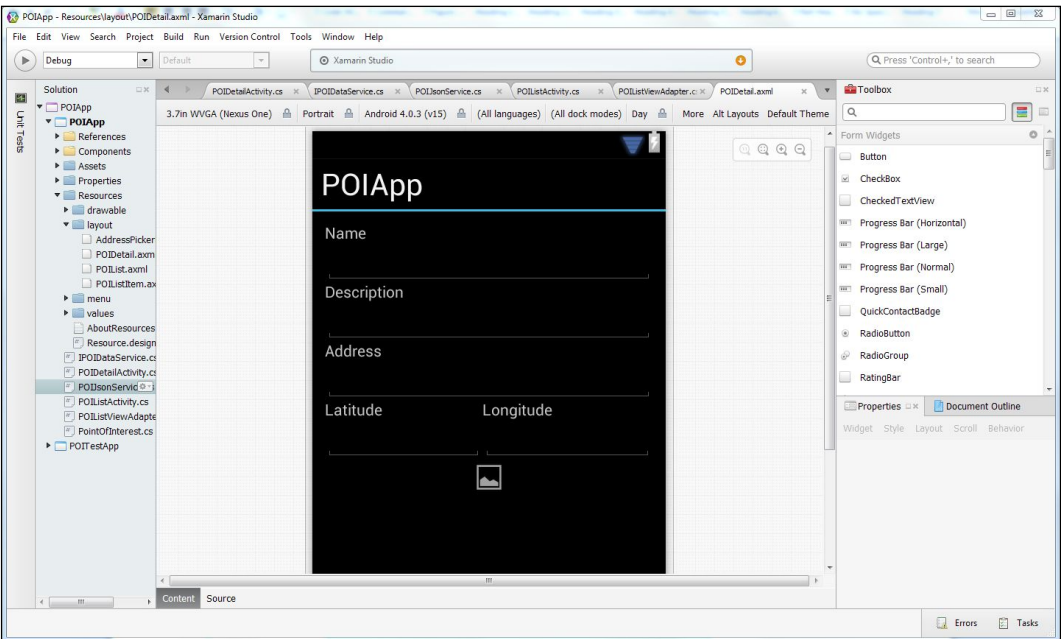 POIApp - Resources\layout\POIDetail.axml - Xamarin Studio
File Edit View Search Project Build Run Version Control Tools Window Help
Debug Default Xamarin Studio Press 'Control+,' to search
Unit Tests
Solution
POIApp
POIApp
References
Components
Assets
Properties
Resources
drawable
layout
AddressPicker
POIDetail.axm
POIList.axml
POIListItem.ax
menu
values
AboutResources
Resource.design
IPOIDataService.cs
POIDetailActivity.cs
POIJsonServic
POIListActivity.cs
POIListViewAdapte
PointOfInterest.cs
POITestApp
POIDetailActivity.cs IPOIDataService.cs POIJsonService.cs POIListActivity.cs POIListViewAdapter.c POIDetail.axml
3.7in WVGA (Nexus One) Portrait Android 4.0.3 (v15) (All languages) (All dock modes) Day More Alt Layouts Default Theme
POIApp
Name
Description
Address
Latitude Longitude
Content Source
Toolbox
Form Widgets
Button
CheckBox
CheckedTextView
Progress Bar (Horizontal)
Progress Bar (Large)
Progress Bar (Normal)
Progress Bar (Small)
QuickContactBadge
RadioButton
RadioGroup
RatingBar
Properties Document Outline
Widget Style Layout Scroll Behavior
Errors Tasks